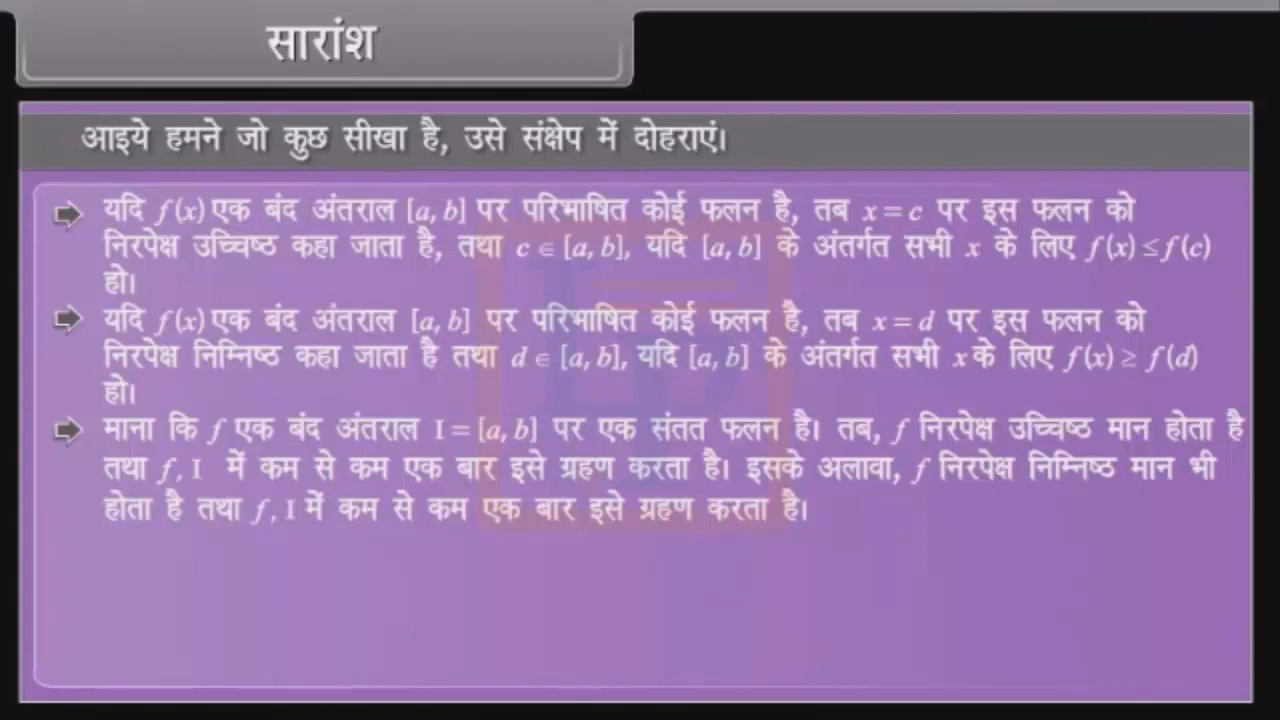 सारांश
आइये हमने जो कुछ सीखा है, उसे संक्षेप में दोहराएं।
यदि f (x) एक बंद अंतराल [a, b] पर परिभाषित कोई फलन है, तब x = c पर इस फलन को
निरपेक्ष उच्चिष्ठ कहा जाता है, तथा c ∈ [a, b], यदि [a, b] के अंतर्गत सभी x के लिए f (x) ≤ f (c)
हो।
यदि f (x) एक बंद अंतराल [a, b] पर परिभाषित कोई फलन है, तब x = d पर इस फलन को
निरपेक्ष निम्निष्ठ कहा जाता है तथा d ∈ [a, b], यदि [a, b] के अंतर्गत सभी x के लिए f (x) ≥ f (d)
हो।
माना कि f एक बंद अंतराल I = [a, b] पर एक संतत फलन है। तब, f निरपेक्ष उच्चिष्ठ मान होता है
तथा f, I में कम से कम एक बार इसे ग्रहण करता है। इसके अलावा, f निरपेक्ष निम्निष्ठ मान भी
होता है तथा f, I में कम से कम एक बार इसे ग्रहण करता है।